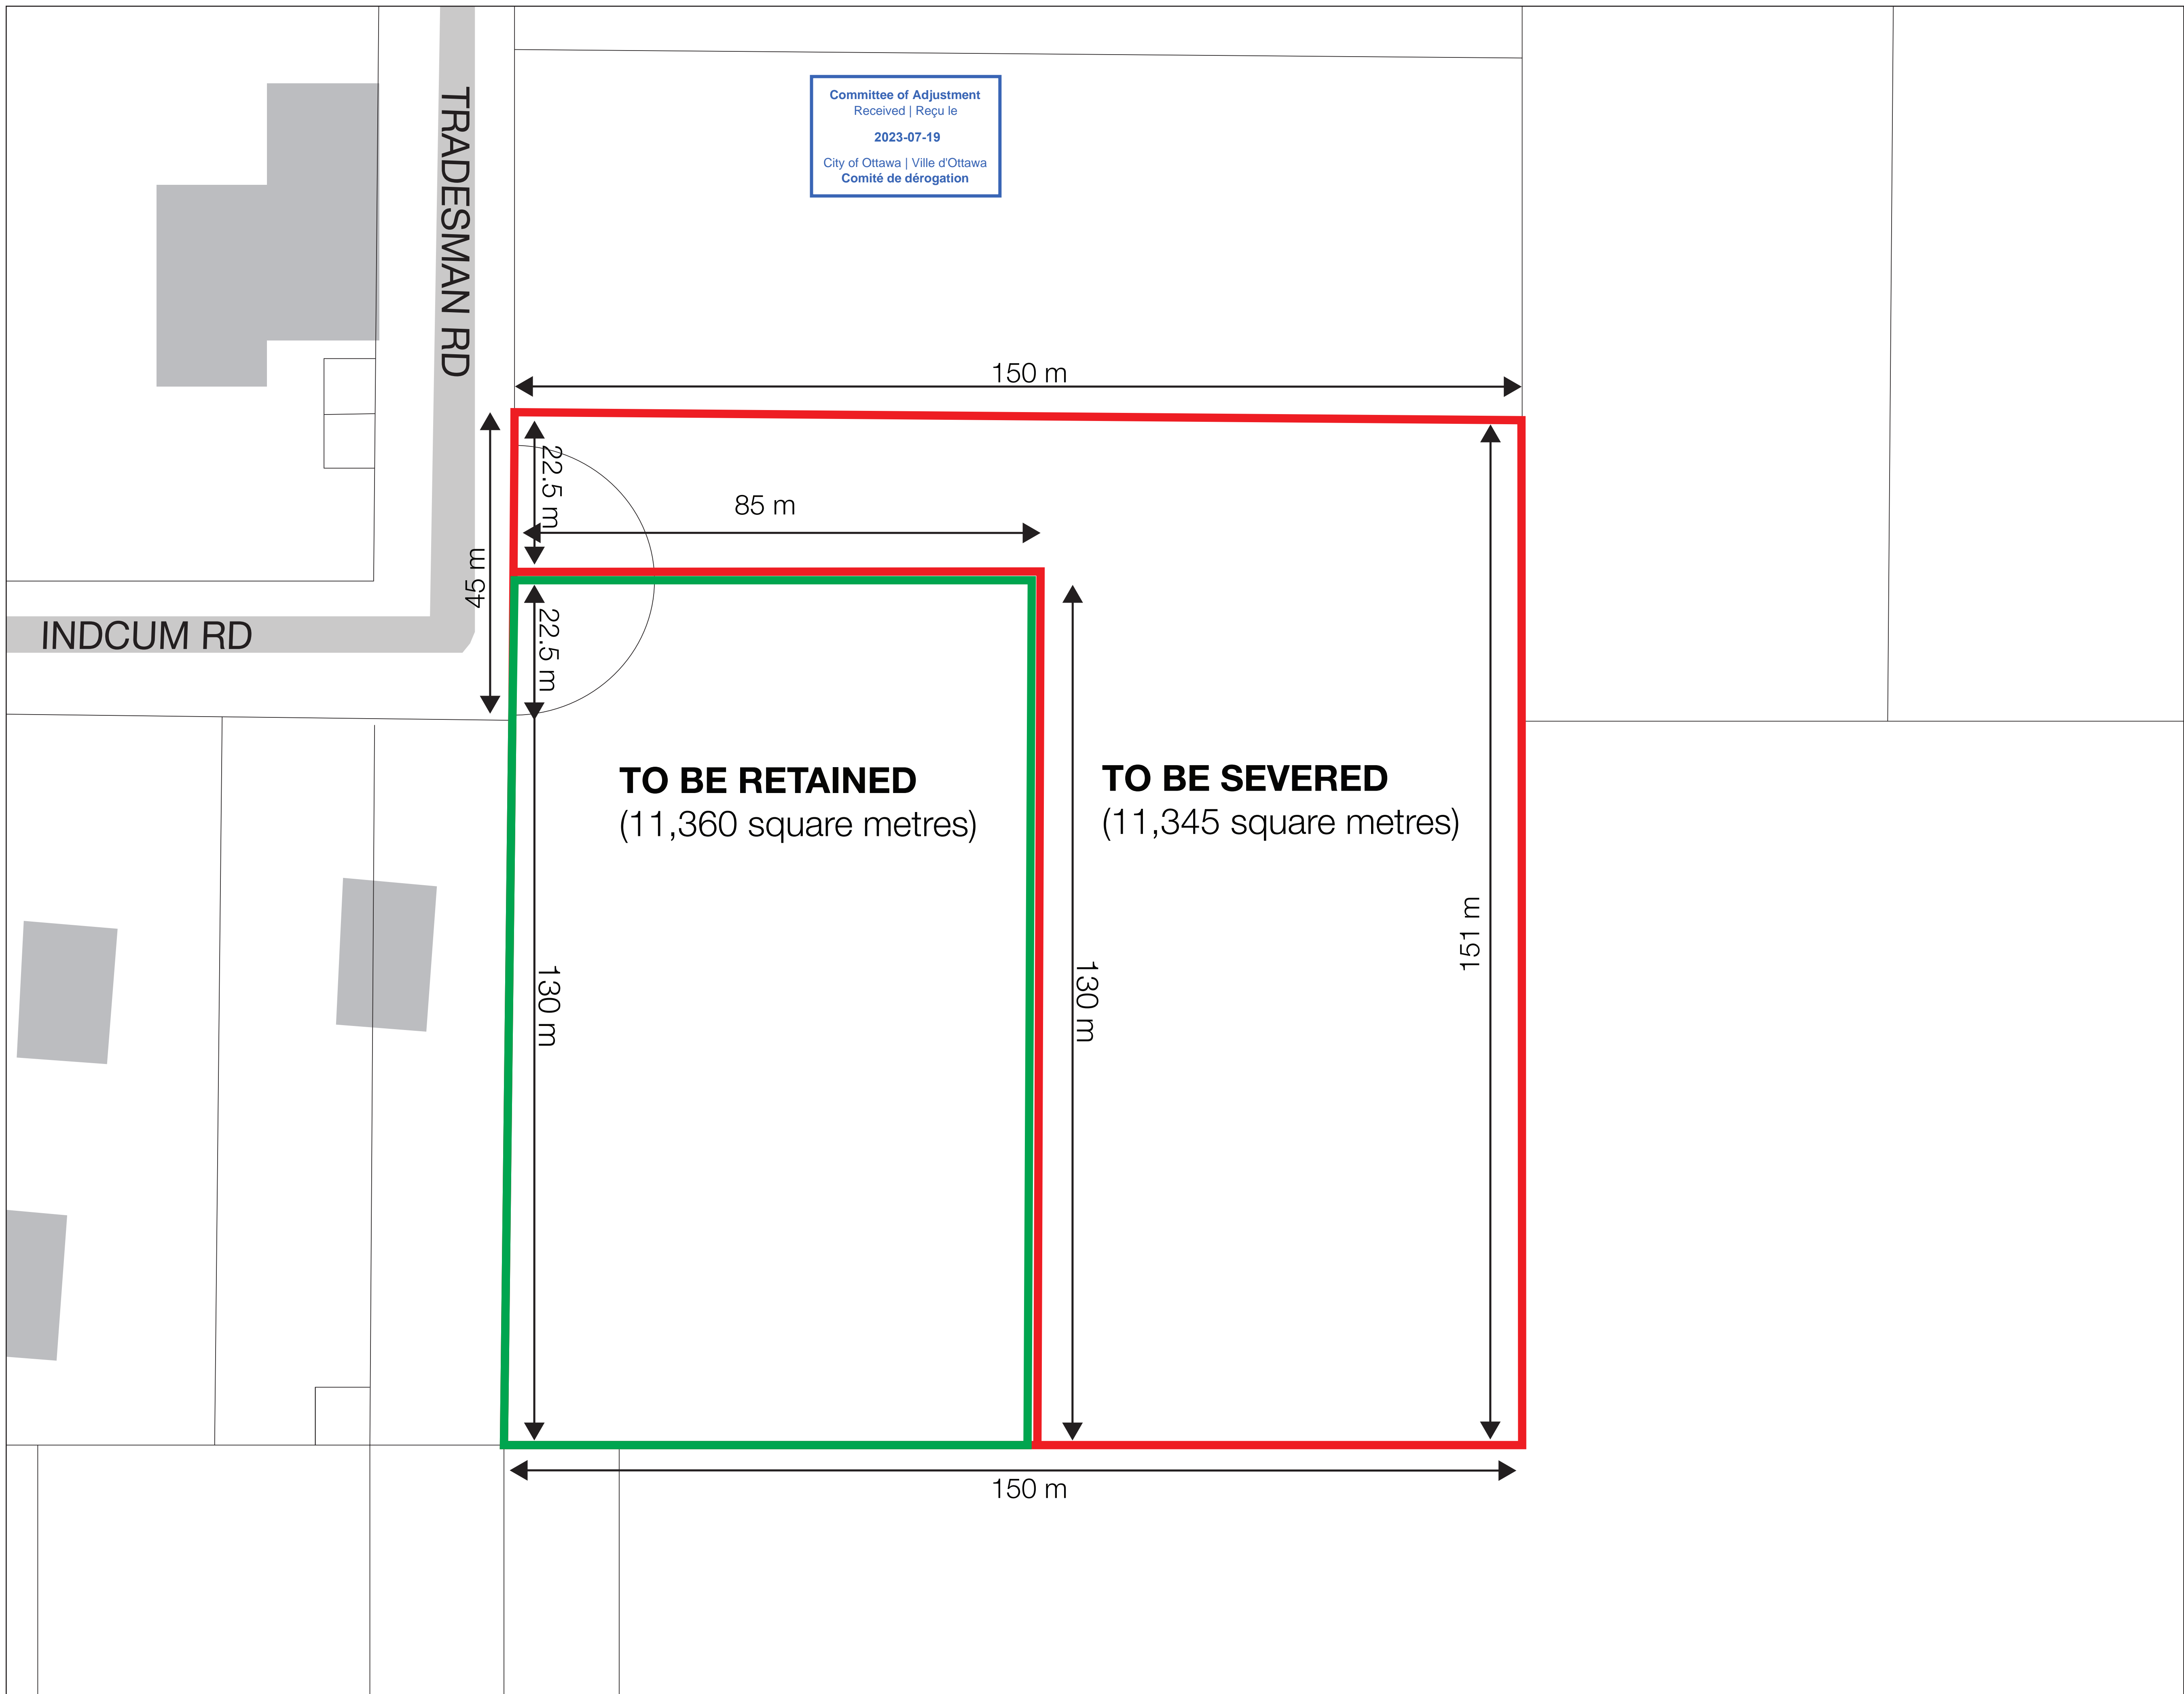 TRADESMAN RD
Committee of Adjustment
Received | Reçu le
2023-07-19
City of Ottawa | Ville d'Ottawa
Comité de dérogation
150 m
22.5 m
85 m
45 m
22.5 m
INDCUM RD
TO BE RETAINED
(11,360 square metres)
TO BE SEVERED
(11,345 square metres)
151 m
130 m
130 m
150 m